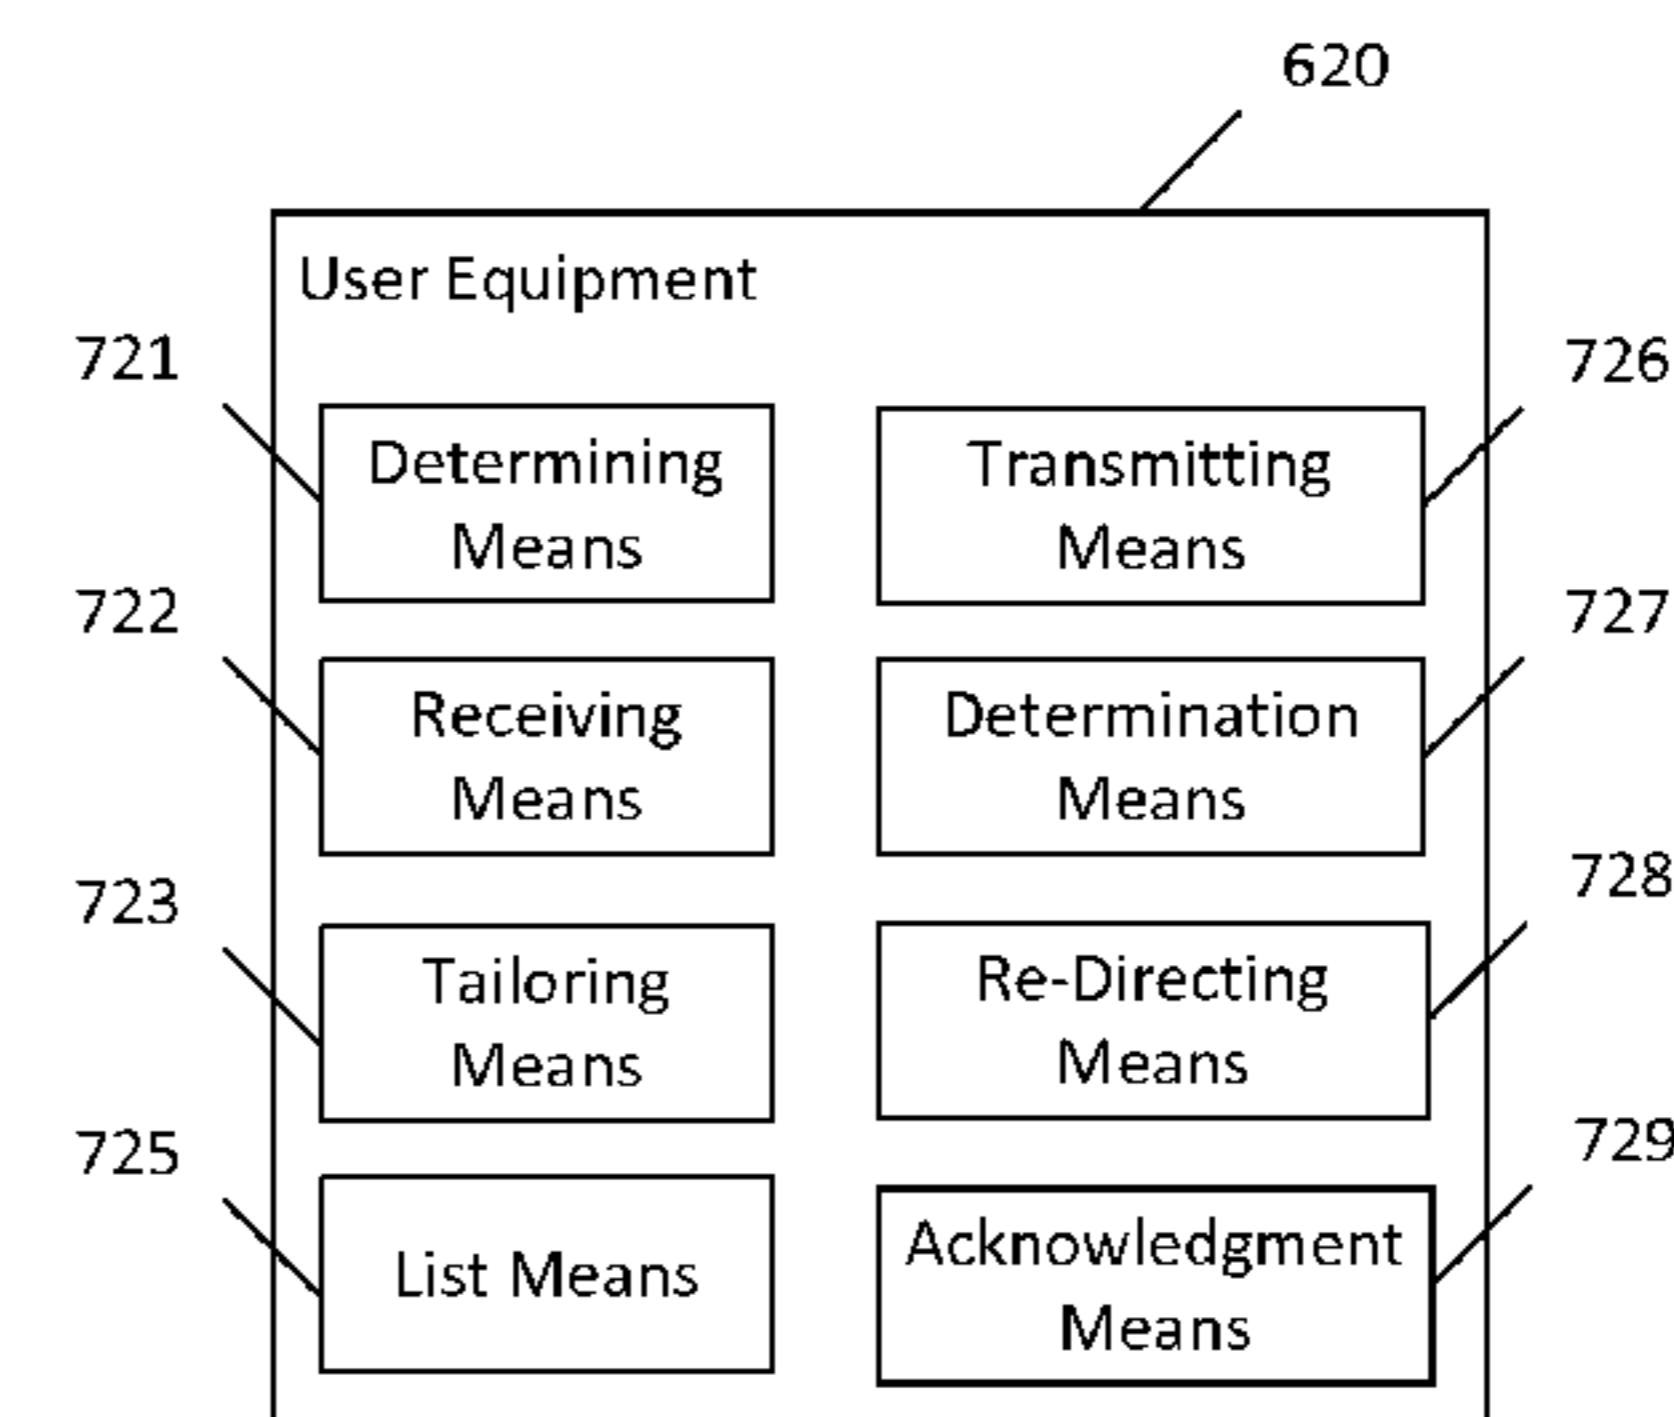 620
User Equipment
721
Determining
Means
726
Transmitting
Means
722
Receiving
Means
727
Determination
Means
723
Tailoring
Means
728
Re-Directing
Means
725
List Means
729
Acknowledgment
Means